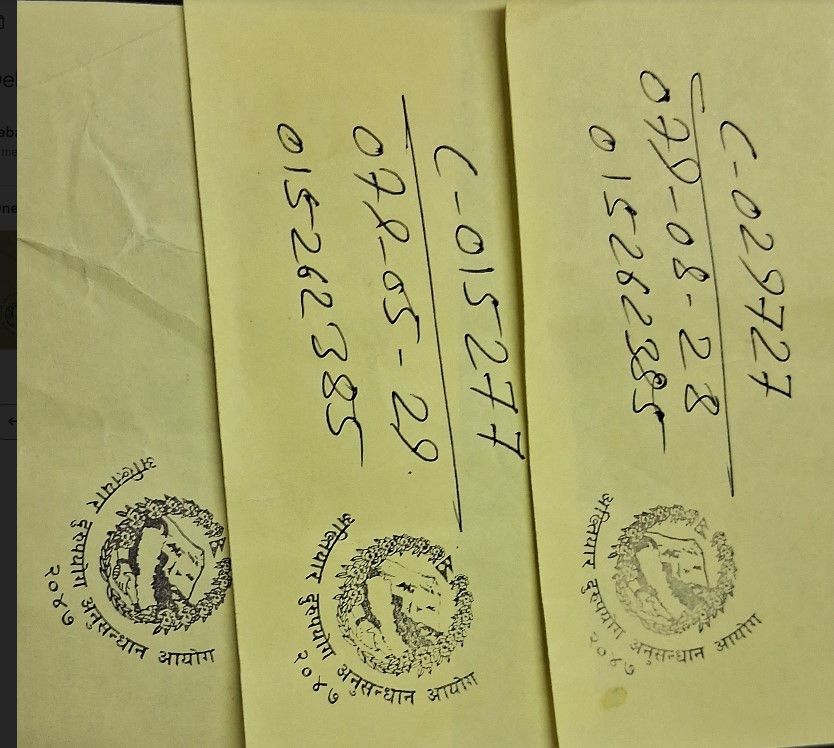 C-029727
079-08-28
015262385
C-015277
078-05-29
015262385
अख्तियार दुरुपयोग अनुसन्धान आयोग
२०४७
अख्तियार दुरुपयोग अनुसन्धान आयोग
२०४७
अख्तियार दुरुपयोग अनुसन्धान आयोग
२०४७